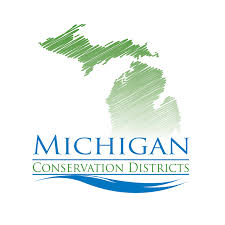 MICHIGAN
CONSERVATION DISTRICTS